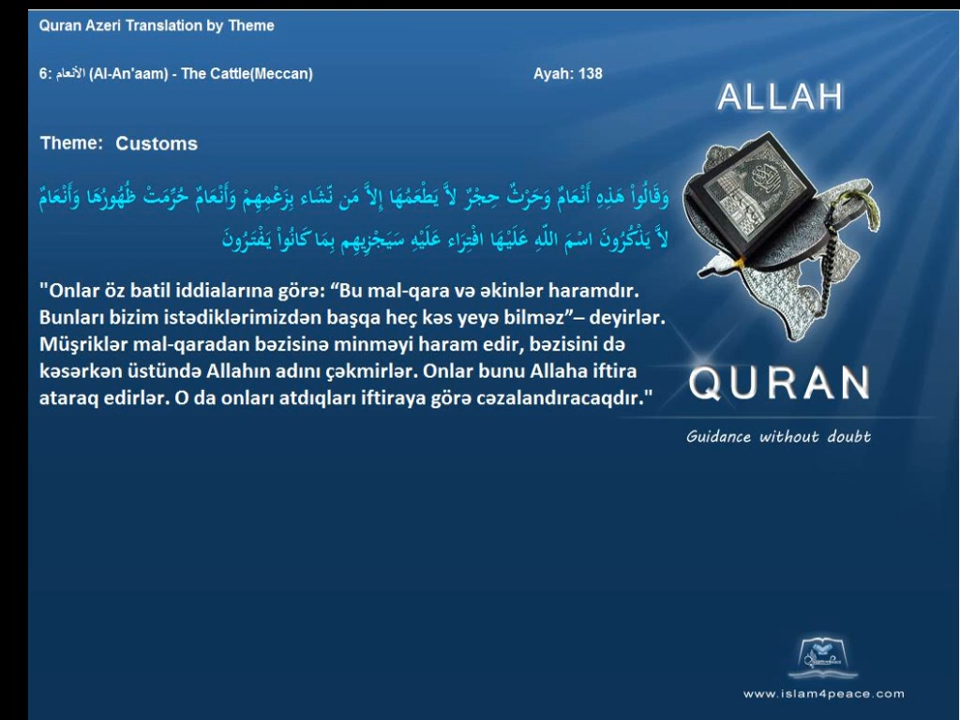 Quran Azeri Translation by Theme
6: الأنعام (Al-An'aam) - The Cattle(Meccan) Ayah: 138
ALLAH
Theme: Customs
وَقَالُواْ هَذِهِ أَنْعَامٌ وَحَرْثٌ حِجْرٌ لاَّ يَطْعَمُهَا إِلاَّ مَن نّشَاء بِزَعْمِهِمْ وَأَنْعَامٌ حُرِّمَتْ ظُهُورُهَا وَأَنْعَامٌ
لاَّ يَذْكُرُونَ اسْمَ اللّهِ عَلَيْهَا افْتِرَاء عَلَيْهِ سَيَجْزِيهِم بِمَا كَانُواْ يَفْتَرُونَ
"Onlar öz batil iddialarına görə: “Bu mal-qara və əkinlər haramdır.
Bunları bizim istədiklərimizdən başqa heç kəs yeyə bilməz”– deyirlər.
Müşriklər mal-qaradan bəzisinə minməyi haram edir, bəzisini də
kəsərkən üstündə Allahın adını çəkmirlər. Onlar bunu Allaha iftira
ataraq edirlər. O da onları atdıqları iftiraya görə cəzalandıracaqdır."
QURAN
Guidance without doubt
www.islam4peace.com